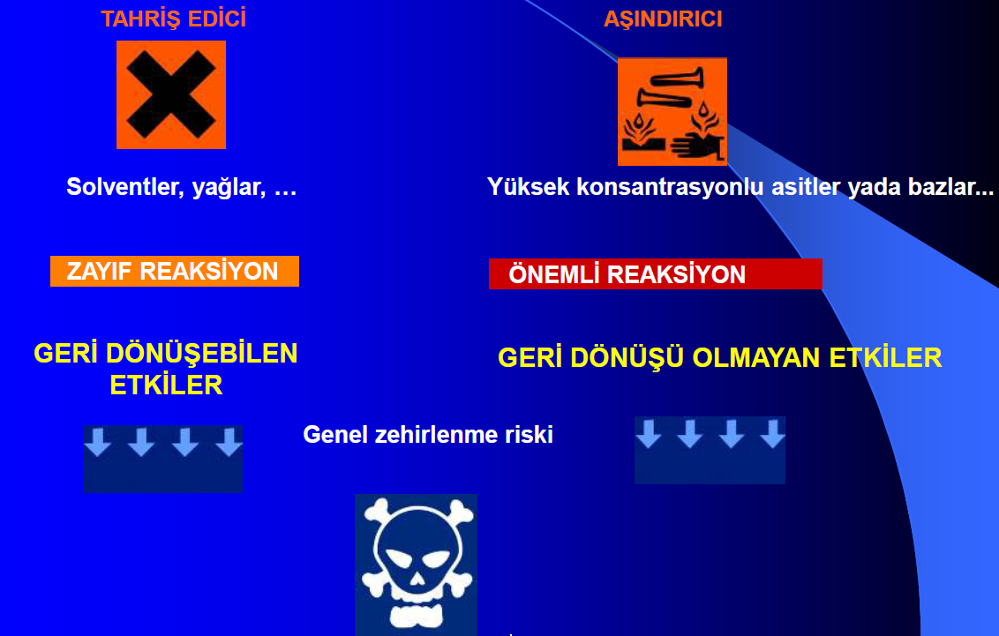 TAHRİŞ EDİCİ
AŞINDIRICI
Solventler, yağlar, …
Yüksek konsantrasyonlu asitler yada bazlar...
ZAYIF REAKSİYON
ÖNEMLİ REAKSİYON
GERİ DÖNÜŞEBİLEN
ETKİLER
GERİ DÖNÜŞÜ OLMAYAN ETKİLER
Genel zehirlenme riski